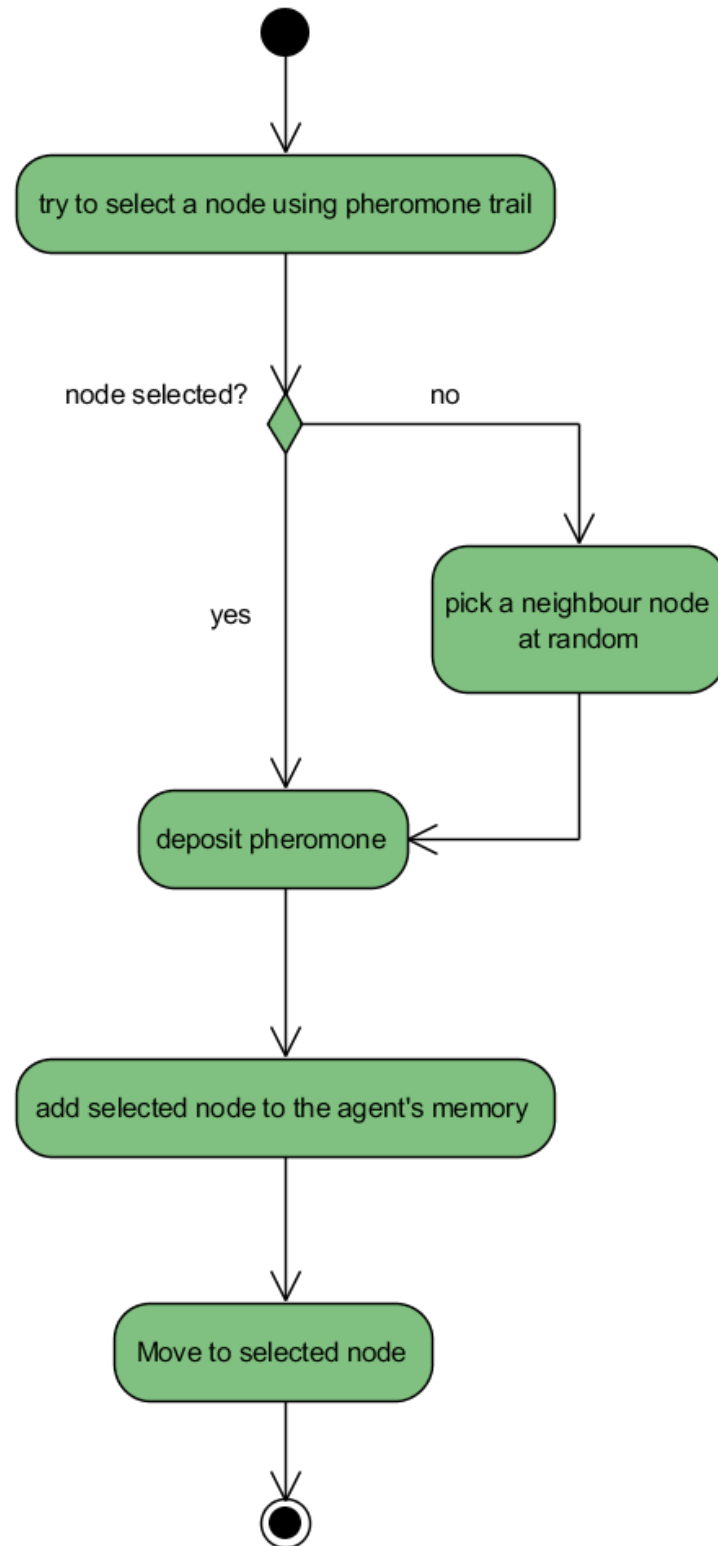 try to select a node using pheromone trail
node selected?
no
yes
pick a neighbour node
at random
deposit pheromone
add selected node to the agent's memory
Move to selected node